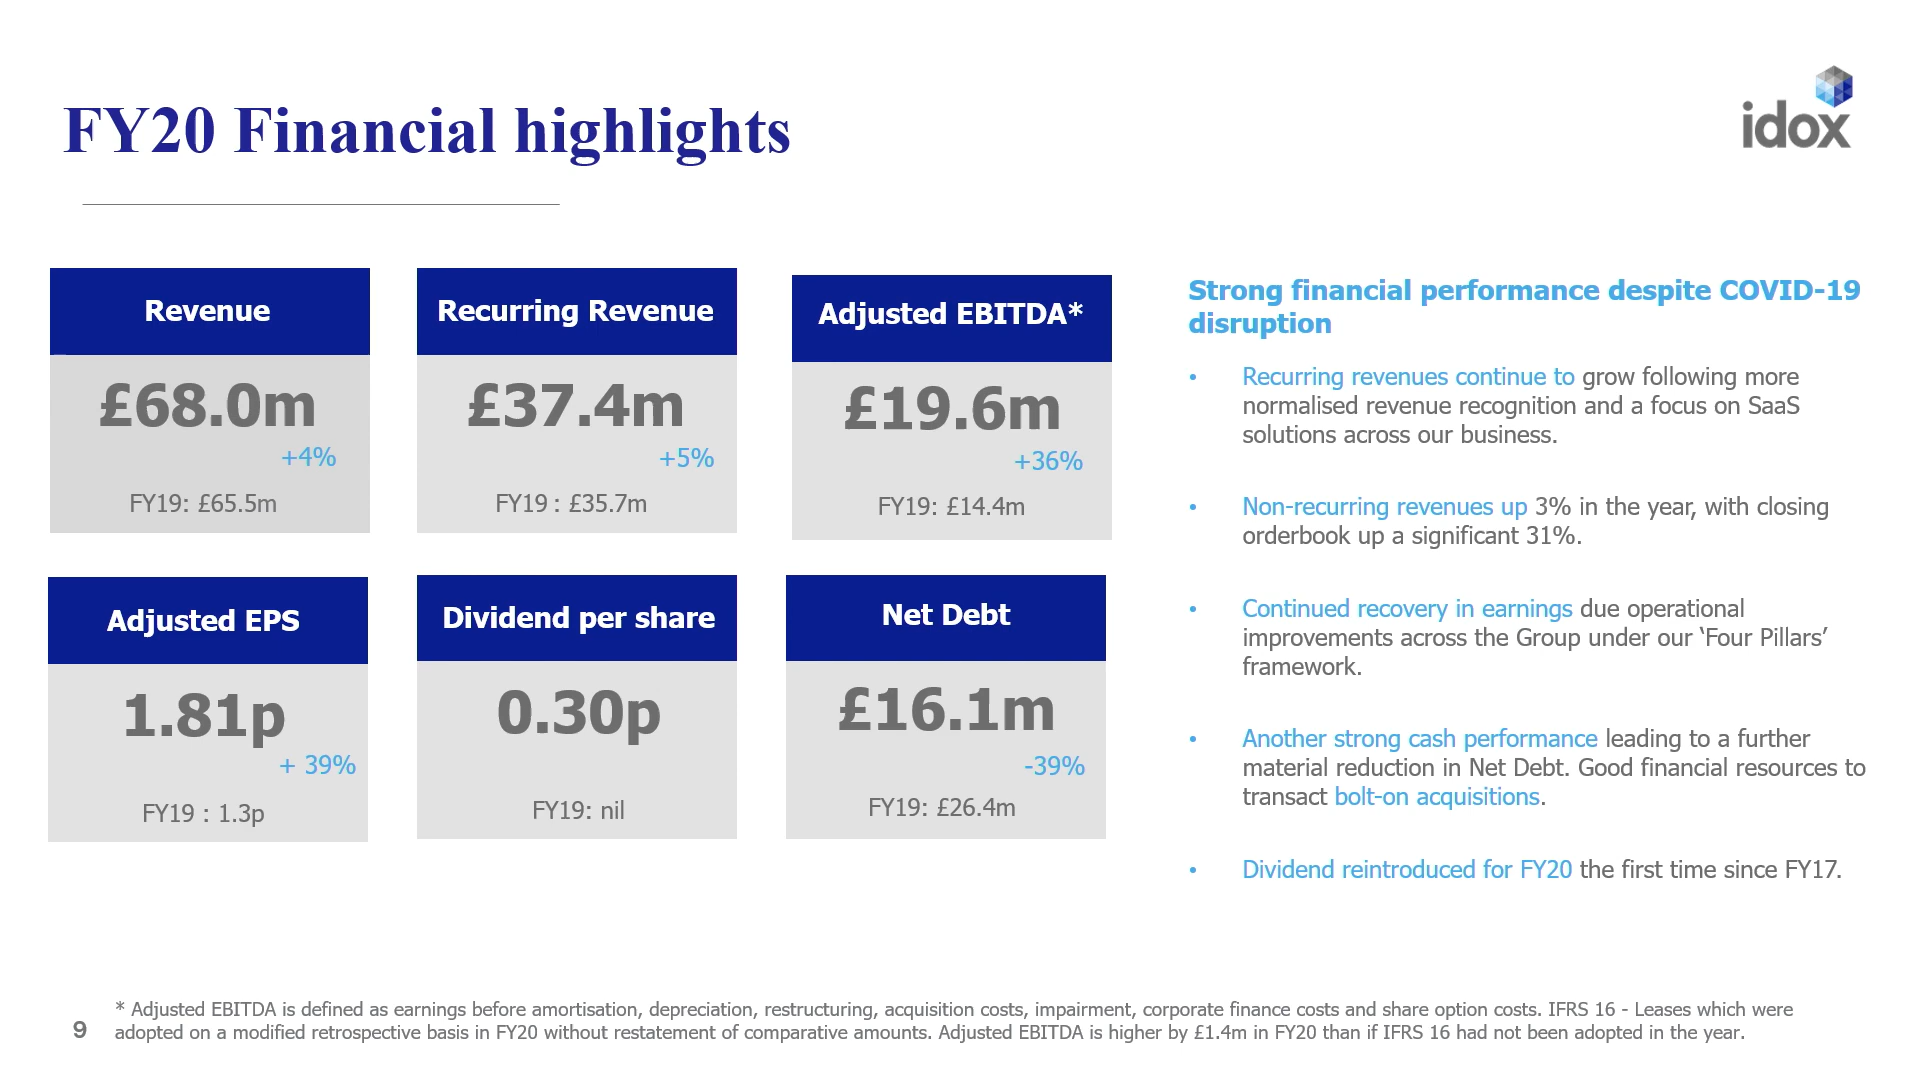 FY20 Financial highlights
idox
Revenue
£68.0m
+4%
FY19: £65.5m
Recurring Revenue
£37.4m
+5%
FY19 : £35.7m
Adjusted EBITDA*
£19.6m
+36%
FY19: £14.4m
Adjusted EPS
1.81p
+ 39%
FY19 : 1.3p
Dividend per share
0.30p
FY19: nil
Net Debt
£16.1m
-39%
FY19: £26.4m
Strong financial performance despite COVID-19
disruption
• Recurring revenues continue to grow following more
normalised revenue recognition and a focus on SaaS
solutions across our business.
• Non-recurring revenues up 3% in the year, with closing
orderbook up a significant 31%.
• Continued recovery in earnings due operational
improvements across the Group under our ‘Four Pillars’
framework.
• Another strong cash performance leading to a further
material reduction in Net Debt. Good financial resources to
transact bolt-on acquisitions.
• Dividend reintroduced for FY20 the first time since FY17.
* Adjusted EBITDA is defined as earnings before amortisation, depreciation, restructuring, acquisition costs, impairment, corporate finance costs and share option costs. IFRS 16 - Leases which were
adopted on a modified retrospective basis in FY20 without restatement of comparative amounts. Adjusted EBITDA is higher by £1.4m in FY20 than if IFRS 16 had not been adopted in the year.
9